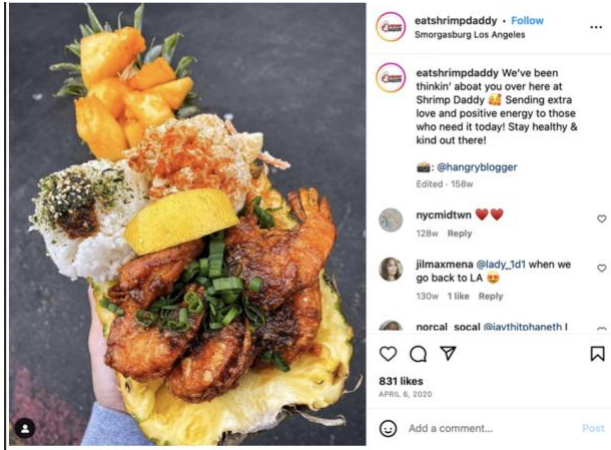 eatshrimpdaddy • Follow
Smorgasburg Los Angeles
eatshrimpdaddy We've been
thinkin' aboat you over here at
Shrimp Daddy 🥰 Sending extra
love and positive energy to those
who need it today! Stay healthy &
kind out there!
📸: @hangryblogger
Edited · 158w
nycmidtwn ❤️❤️
128w Reply
jilmaxmena @lady_1d1 when we
go back to LA 😍
130w 1 like Reply
norcal_socal @jaythitphaneth I
831 likes
APRIL 6, 2020
Add a comment...
Post